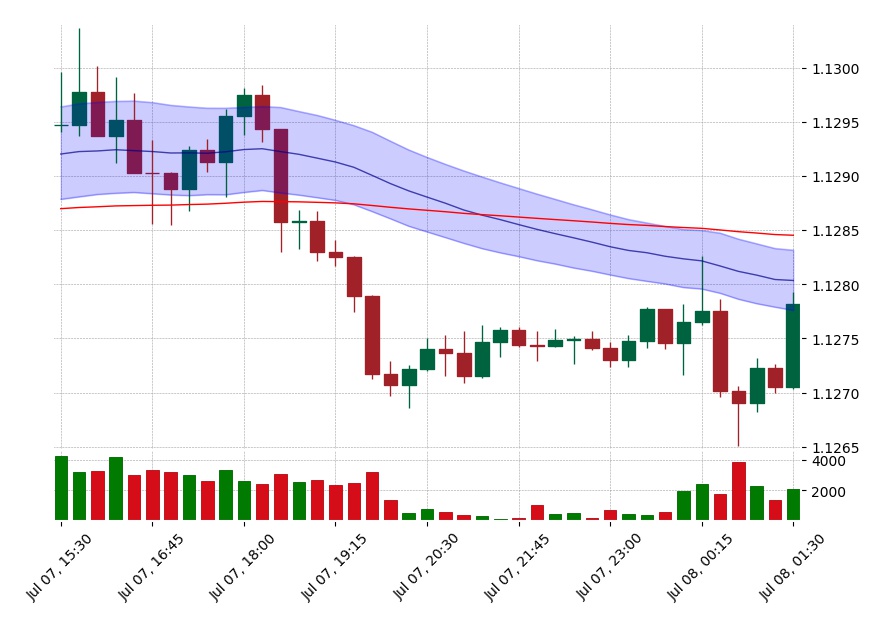 1.1300
1.1295
1.1290
1.1285
1.1280
1.1275
1.1270
1.1265
4000
2000
Jul 07, 15:30
Jul 07, 16:45
Jul 07, 18:00
Jul 07, 19:15
Jul 07, 20:30
Jul 07, 21:45
Jul 07, 23:00
Jul 08, 00:15
Jul 08, 01:30